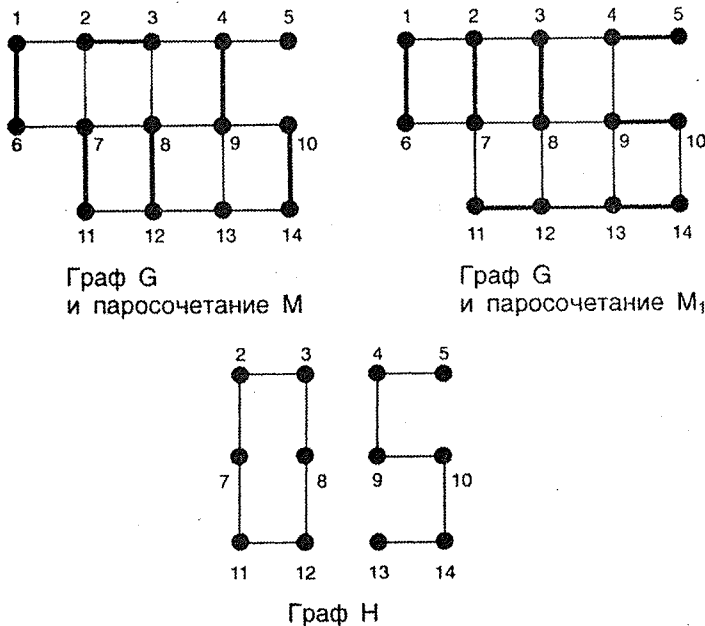 1 2 3 4 5
6 7 8 9 10
11 12 13 14
Граф G
и паросочетание M
1 2 3 4 5
6 7 8 9 10
11 12 13 14
Граф G
и паросочетание M₁
2 3 4 5
7 8 9 10
11 12 13 14
Граф H